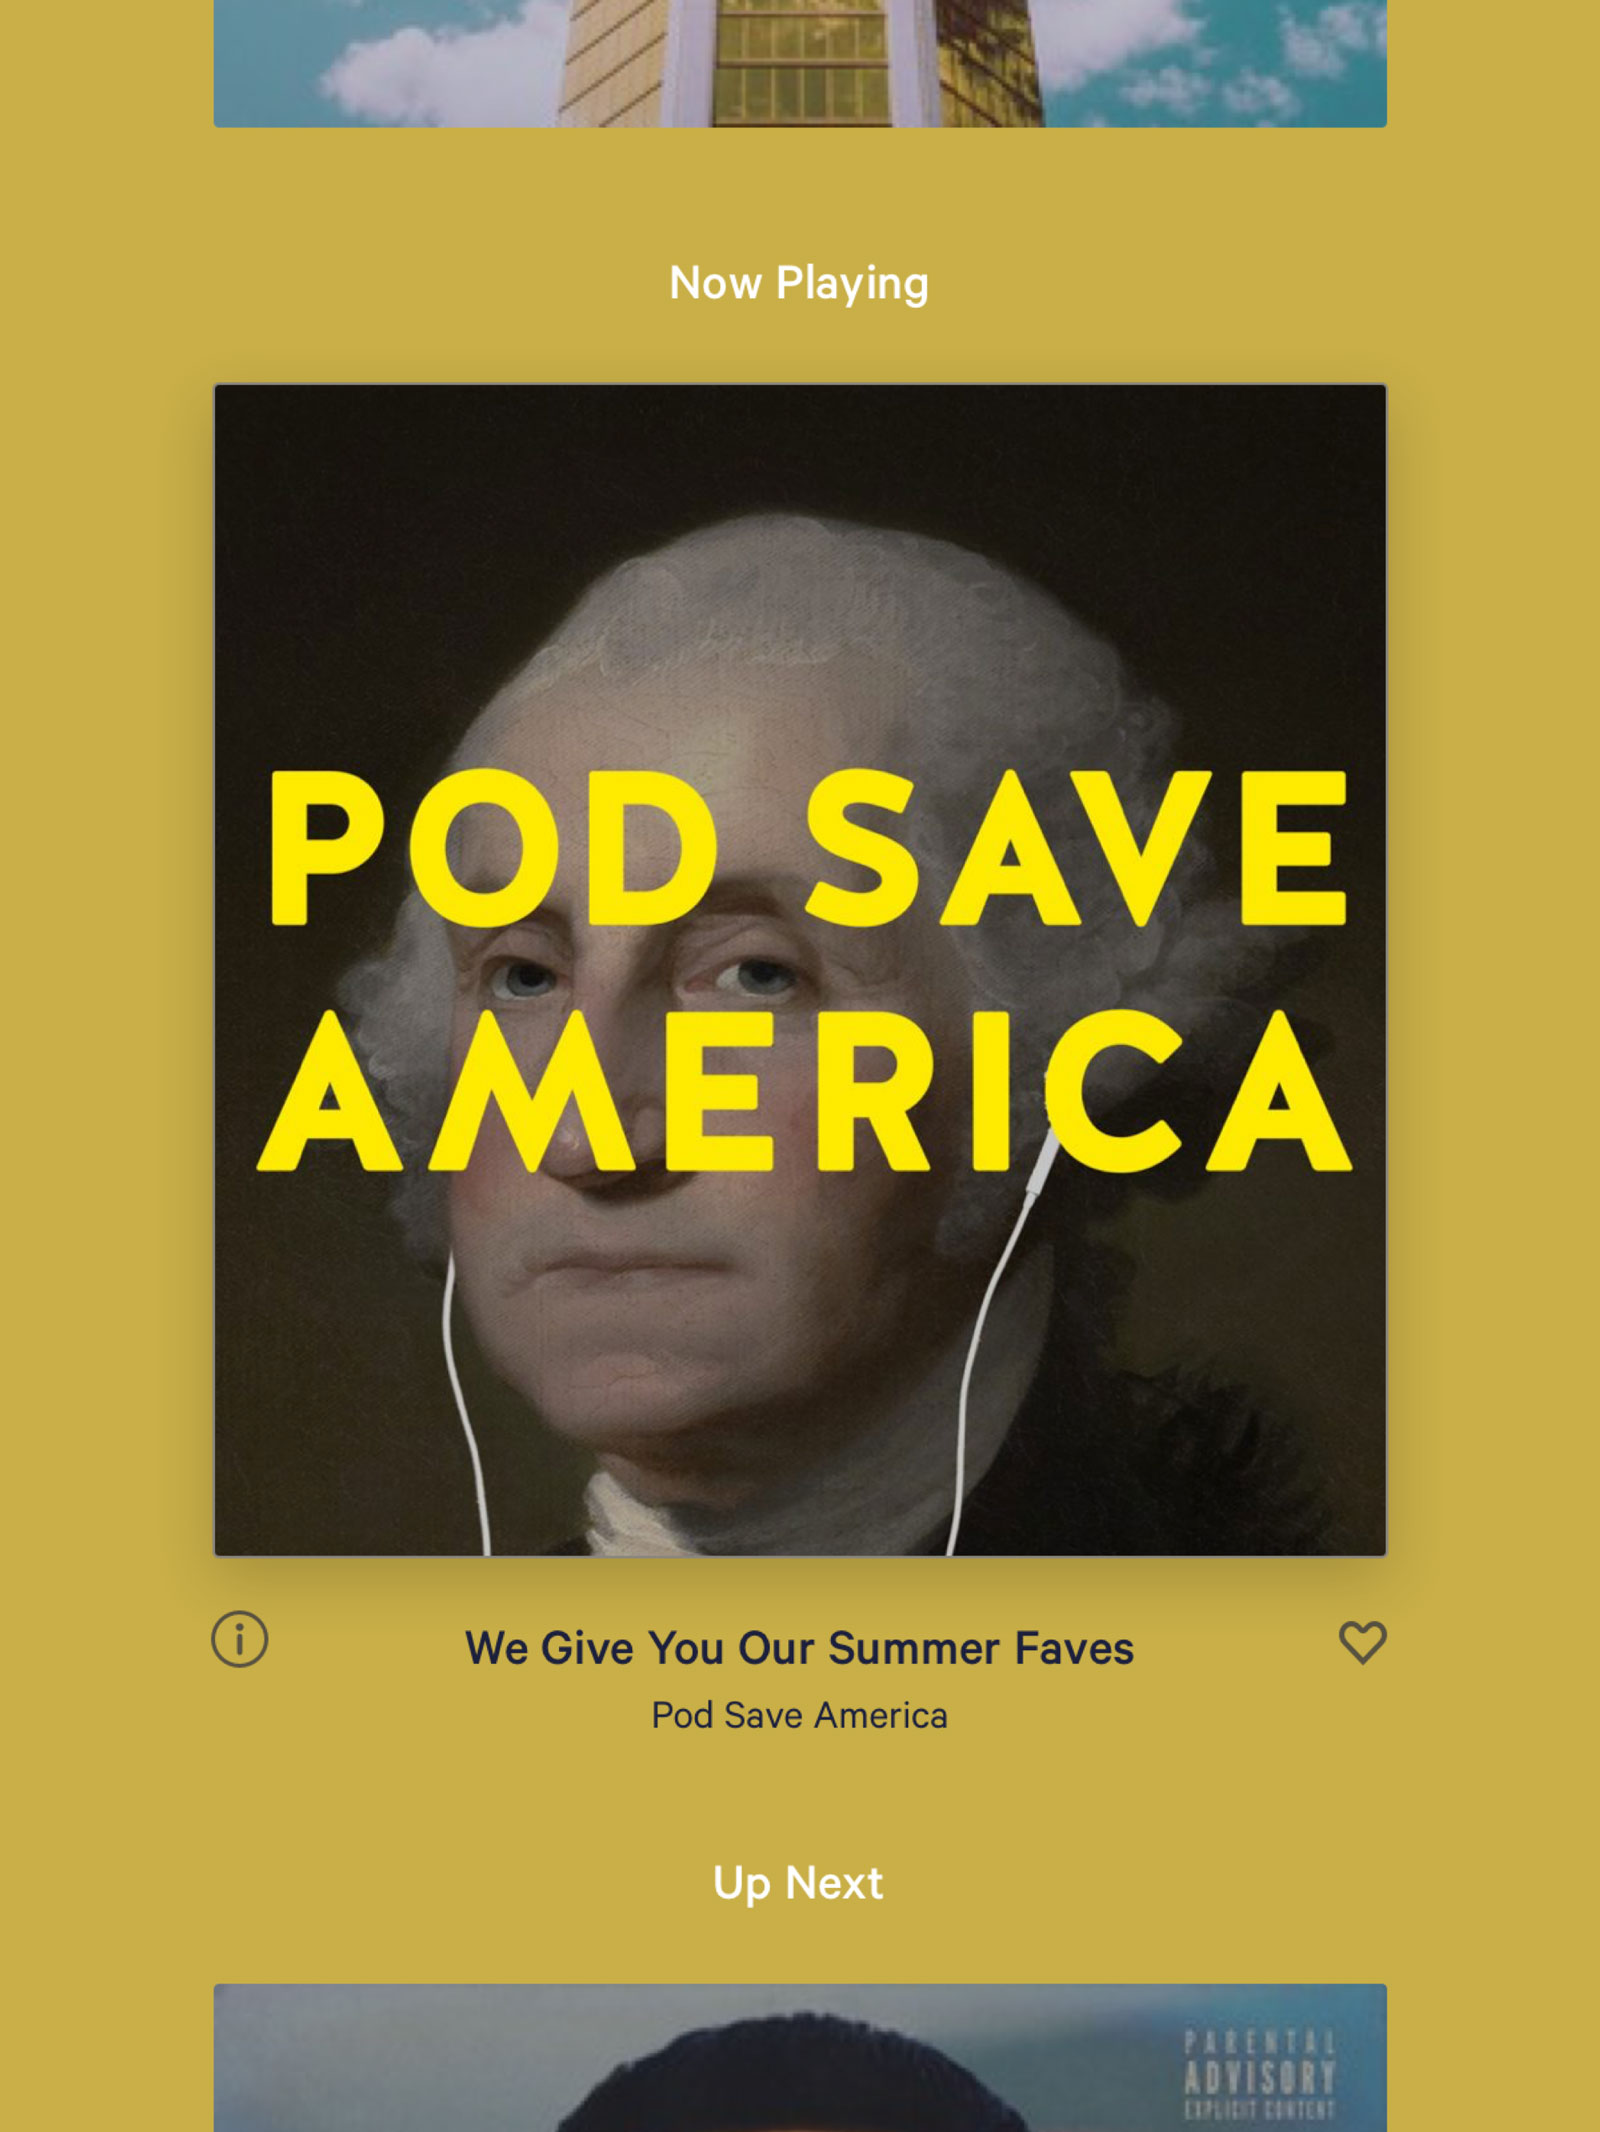 Now Playing
POD SAVE
AMERICA
We Give You Our Summer Faves
Pod Save America
Up Next
PARENTAL
ADVISORY
EXPLICIT CONTENT